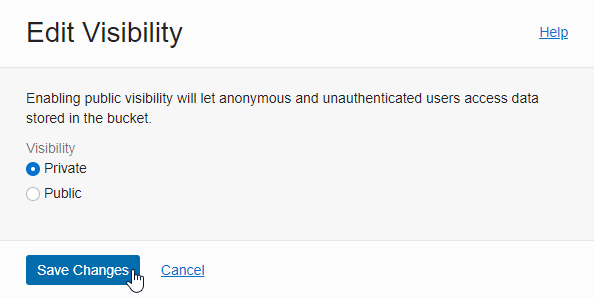 Edit Visibility
Help
Enabling public visibility will let anonymous and unauthenticated users access data
stored in the bucket.
Visibility
Private
Public
Save Changes
Cancel